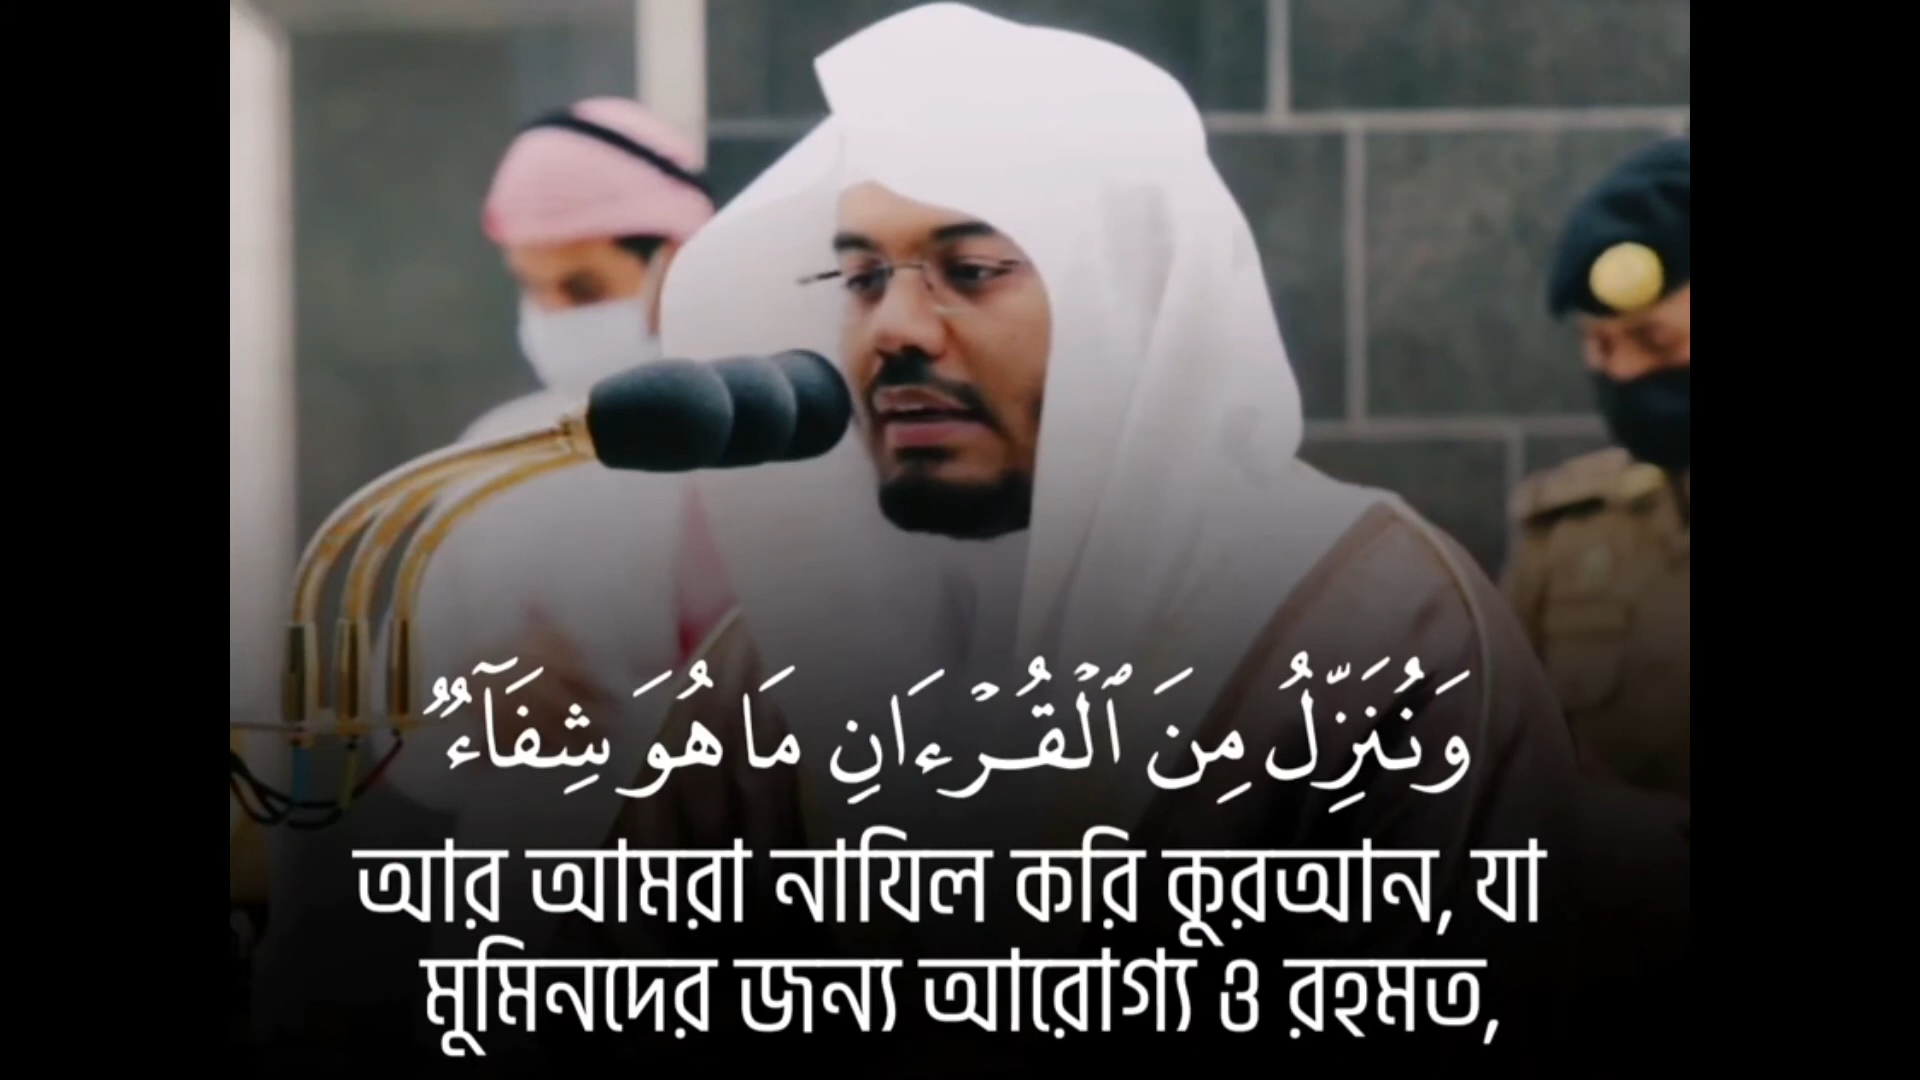 وَنُنَزِّلُ مِنَ ٱلْقُرْءَانِ مَا هُوَ شِفَآءٌ
আর আমরা নাযিল করি কুরআন, যা
মুমিনদের জন্য আরোগ্য ও রহমত,